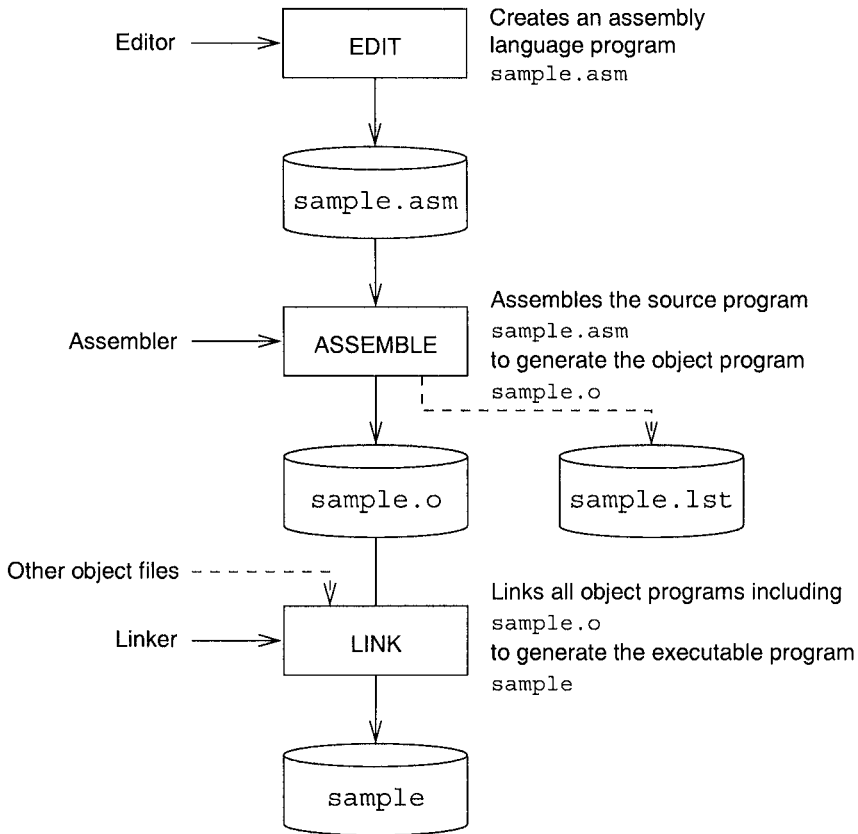 Editor
EDIT
Creates an assembly
language program
sample.asm
sample.asm
Assembler
ASSEMBLE
Assembles the source program
sample.asm
to generate the object program
sample.o
sample.o
sample.lst
Other object files
Linker
LINK
Links all object programs including
sample.o
to generate the executable program
sample
sample